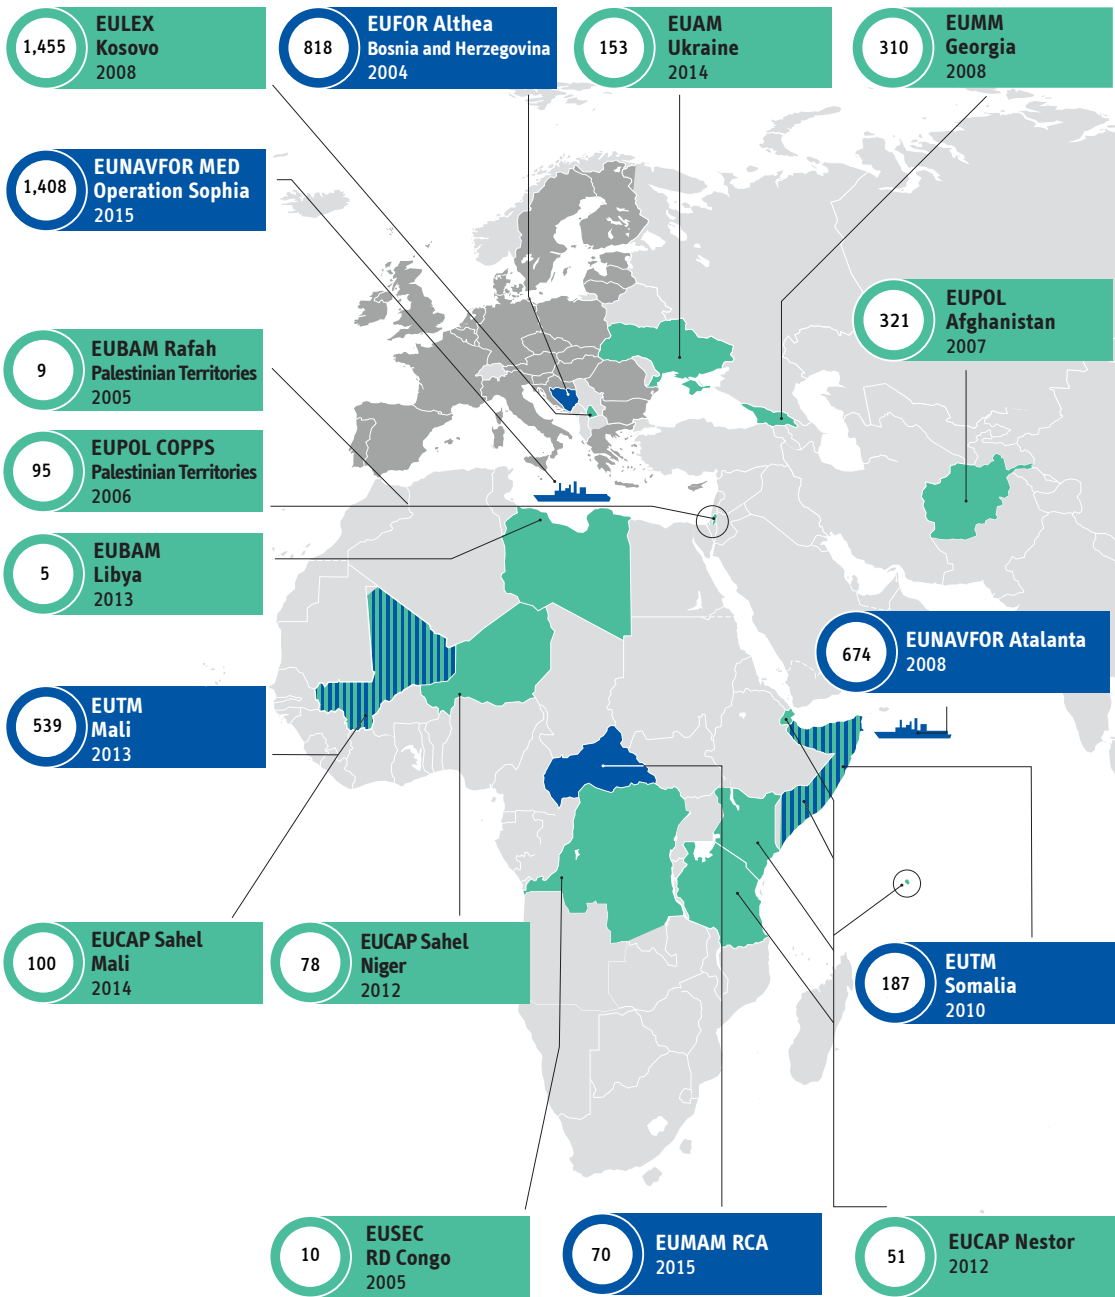 1,455
EULEX
Kosovo
2008
818
EUFOR Althea
Bosnia and Herzegovina
2004
153
EUAM
Ukraine
2014
310
EUMM
Georgia
2008
1,408
EUNAVFOR MED
Operation Sophia
2015
321
EUPOL
Afghanistan
2007
9
EUBAM Rafah
Palestinian Territories
2005
95
EUPOL COPPS
Palestinian Territories
2006
5
EUBAM
Libya
2013
674
EUNAVFOR Atalanta
2008
539
EUTM
Mali
2013
100
EUCAP Sahel
Mali
2014
78
EUCAP Sahel
Niger
2012
187
EUTM
Somalia
2010
10
EUSEC
RD Congo
2005
70
EUMAM RCA
2015
51
EUCAP Nestor
2012